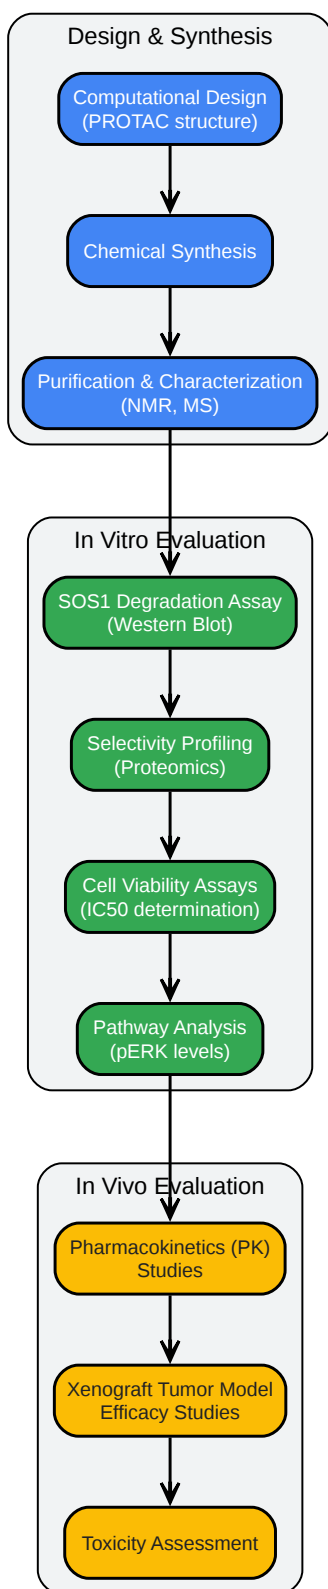 Design & Synthesis
Computational Design
(PROTAC structure)
Chemical Synthesis
Purification & Characterization
(NMR, MS)
In Vitro Evaluation
SOS1 Degradation Assay
(Western Blot)
Selectivity Profiling
(Proteomics)
Cell Viability Assays
(IC50 determination)
Pathway Analysis
(pERK levels)
In Vivo Evaluation
Pharmacokinetics (PK)
Studies
Xenograft Tumor Model
Efficacy Studies
Toxicity Assessment